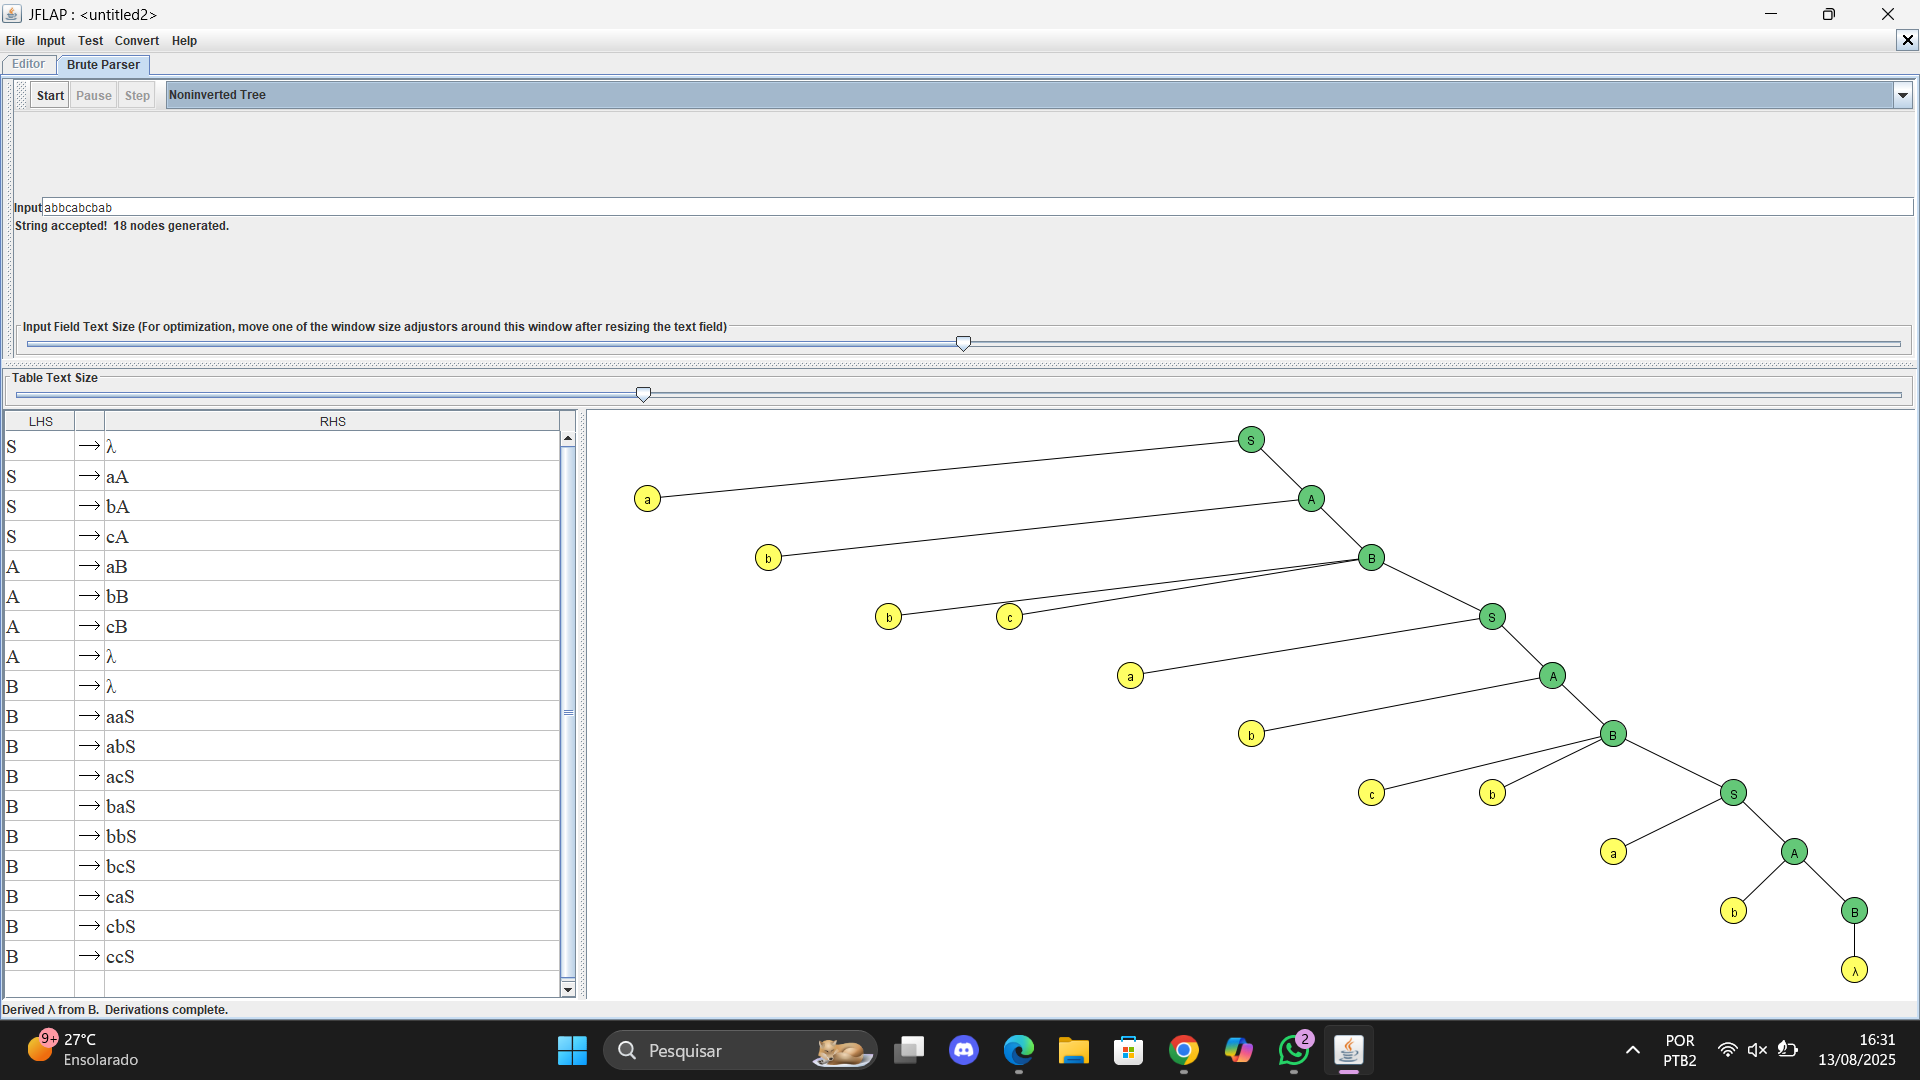 JFLAP : <untitled2>
File Input Test Convert Help
Editor Brute Parser
Start Pause Step Noninverted Tree
Input abbcabcbab
String accepted! 18 nodes generated.
Input Field Text Size (For optimization, move one of the window size adjustors around this window after resizing the text field)
Table Text Size
LHS RHS
S → λ
S → aA
S → bA
S → cA
A → aB
A → bB
A → cB
A → λ
B → λ
B → aaS
B → abS
B → acS
B → baS
B → bbS
B → bcS
B → caS
B → cbS
B → ccS
S
a A
b B
b c S
a A
b B
c b S
a A
b B
λ
Derived λ from B. Derivations complete.
9+ 27°C
Ensolarado
Pesquisar
2
POR
PTB2
16:31
13/08/2025